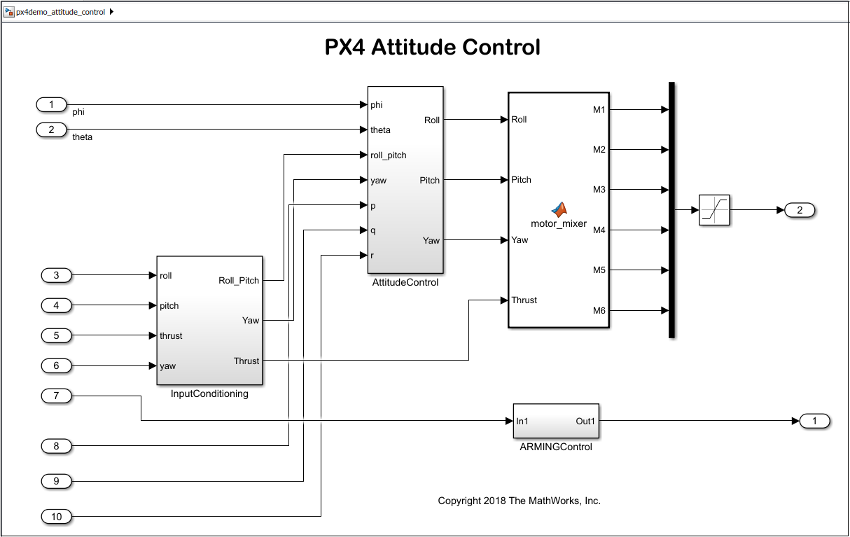 px4demo_attitude_control
PX4 Attitude Control
1
phi
2
theta
phi
theta
roll_pitch
yaw
p
q
r
Roll
Pitch
Yaw
AttitudeControl
Roll
Pitch
Yaw
Thrust
motor_mixer
M1
M2
M3
M4
M5
M6
2
3
4
5
6
7
8
9
10
roll
pitch
thrust
yaw
Roll_Pitch
Yaw
Thrust
InputConditioning
In1
Out1
ARMINGControl
1
Copyright 2018 The MathWorks, Inc.